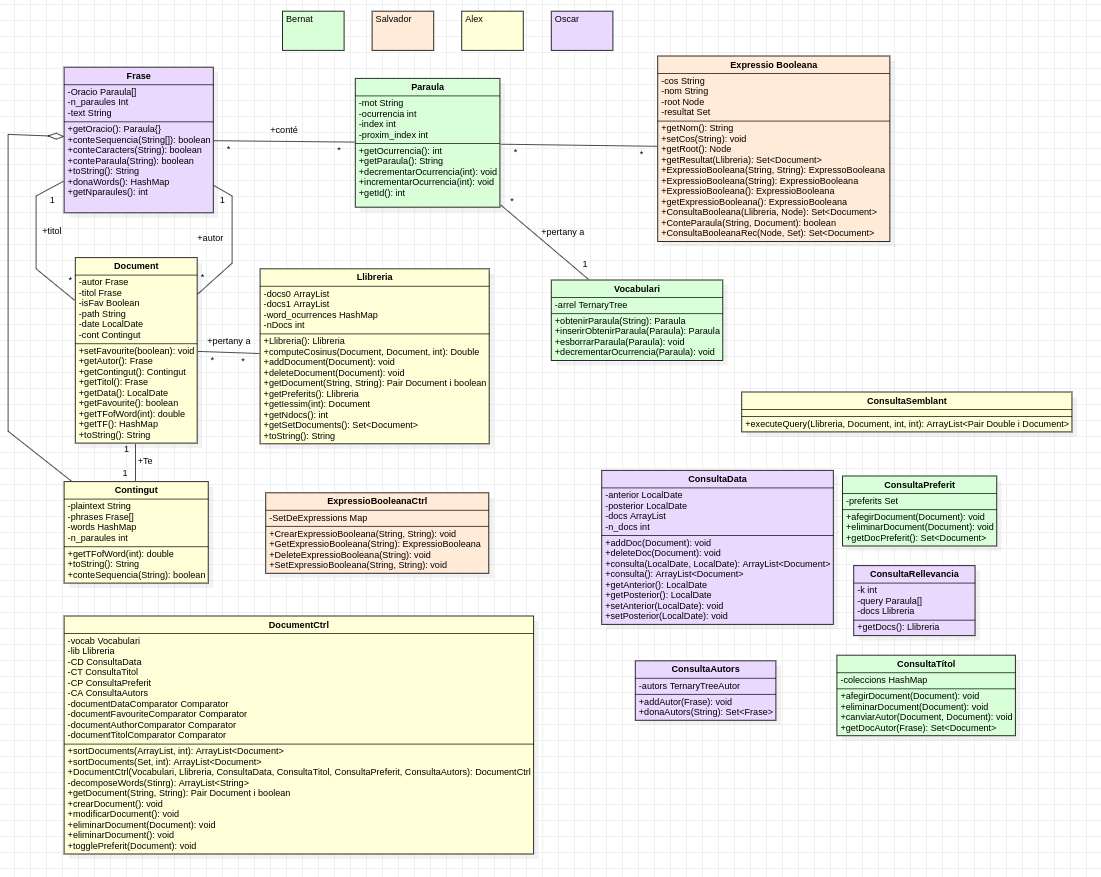 Bernat
Salvador
Alex
Oscar
Frase
-Oracio Paraula[]
-n_paraules Int
-text String
+getOracio(): Paraula{}
+conteSequencia(String[]): boolean
+conteCaracters(String): boolean
+conteParaula(String): boolean
+toString(): String
+donaWords(): HashMap
+getNparaules(): int
+conté
*
*
Paraula
-mot String
-ocurrencia int
-index int
-proxim_index int
+getOcurrencia(): int
+getParaula(): String
+decrementarOcurrencia(int): void
+incrementarOcurrencia(int): void
+getId(): int
*
*
Expressio Booleana
-cos String
-nom String
-root Node
-resultat Set
+getNom(): String
+setCos(String): void
+getRoot(): Node
+getResultat(Llibreria): Set<Document>
+ExpressioBooleana(String, String): ExpressoBooleana
+ExpressioBooleana(String): ExpressioBooleana
+ExpressioBooleana(): ExpressioBooleana
+getExpressioBooleana(): ExpressioBooleana
+ConsultaBooleana(Llibreria, Node): Set<Document>
+ConteParaula(String, Document): boolean
+ConsultaBooleanaRec(Node, Set): Set<Document>
1
+titol
*
1
+autor
*
*
+pertany a
1
Document
-autor Frase
-titol Frase
-isFav Boolean
-path String
-date LocalDate
-cont Contingut
+setFavourite(boolean): void
+getAutor(): Frase
+getContingut(): Contingut
+getTitol(): Frase
+getData(): LocalDate
+getFavourite(): boolean
+getTFofWord(int): double
+getTF(): HashMap
+toString(): String
+pertany a
*
*
Llibreria
-docs0 ArrayList
-docs1 ArrayList
-word_ocurrences HashMap
-nDocs int
+Llibreria(): Llibreria
+computeCosinus(Document, Document, int): Double
+addDocument(Document): void
+deleteDocument(Document): void
+getDocument(String, String): Pair Document i boolean
+getPreferits(): Llibreria
+getIessim(int): Document
+getNdocs(): int
+getSetDocuments(): Set<Document>
+toString(): String
Vocabulari
-arrel TernaryTree
+obtenirParaula(String): Paraula
+inserirObtenirParaula(Paraula): Paraula
+esborrarParaula(Paraula): void
+decrementarOcurrencia(Paraula): void
ConsultaSemblant
+executeQuery(Llibreria, Document, int, int): ArrayList<Pair Double i Document>
1
+Te
1
Contingut
-plaintext String
-phrases Frase[]
-words HashMap
-n_paraules int
+getTFofWord(int): double
+toString(): String
+conteSequencia(String): boolean
ExpressioBooleanaCtrl
-SetDeExpressions Map
+CrearExpressioBooleana(String, String): void
+GetExpressioBooleana(String): ExpressioBooleana
+DeleteExpressioBooleana(String): void
+SetExpressioBooleana(String, String): void
ConsultaData
-anterior LocalDate
-posterior LocalDate
-docs ArrayList
-n_docs int
+addDoc(Document): void
+deleteDoc(Document): void
+consulta(LocalDate, LocalDate): ArrayList<Document>
+consulta(): ArrayList<Document>
+getAnterior(): LocalDate
+getPosterior(): LocalDate
+setAnterior(LocalDate): void
+setPosterior(LocalDate): void
ConsultaPreferit
-preferits Set
+afegirDocument(Document): void
+eliminarDocument(Document): void
+getDocPreferit(): Set<Document>
ConsultaRellevancia
-k int
-query Paraula[]
-docs Llibreria
+getDocs(): Llibreria
DocumentCtrl
-vocab Vocabulari
-lib Llibreria
-CD ConsultaData
-CT ConsultaTitol
-CP ConsultaPreferit
-CA ConsultaAutors
-documentDataComparator Comparator
-documentFavouriteComparator Comparator
-documentAuthorComparator Comparator
-documentTitolComparator Comparator
+sortDocuments(ArrayList, int): ArrayList<Document>
+sortDocuments(Set, int): ArrayList<Document>
+DocumentCtrl(Vocabulari, Llibreria, ConsultaData, ConsultaTitol, ConsultaPreferit, ConsultaAutors): DocumentCtrl
-decomposeWords(Stinrg): ArrayList<String>
+getDocument(String, String): Pair Document i boolean
+crearDocument(): void
+modificarDocument(): void
+eliminarDocument(Document): void
+eliminarDocument(): void
+togglePreferit(Document): void
ConsultaAutors
-autors TernaryTreeAutor
+addAutor(Frase): void
+donaAutors(String): Set<Frase>
ConsultaTítol
-coleccions HashMap
+afegirDocument(Document): void
+eliminarDocument(Document): void
+canviarAutor(Document, Document): void
+getDocAutor(Frase): Set<Document>